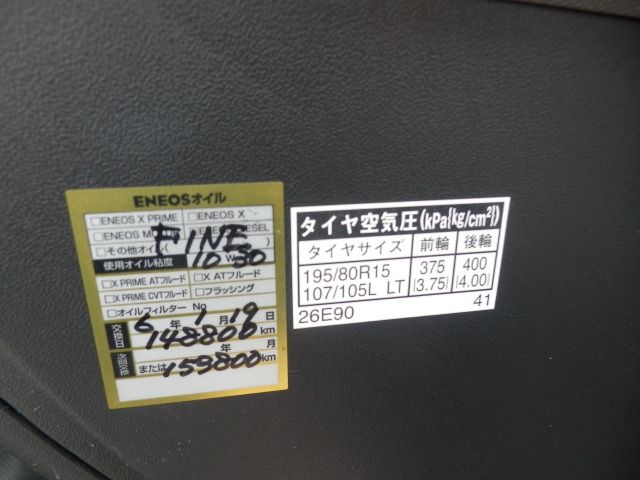 ENEOSオイル
□ENEOS X PRIME □ENEOS X
□その他オイル( FINE )
使用オイル粘度 10W30
□X PRIME ATフルード □X ATフルード
□X PRIME CVTフルード □フラッシング
□オイルフィルター No
交換日 6年1月19日
148800km
次回交換 年 月
または 159800km
タイヤ空気圧(kPa{kg/cm²})
タイヤサイズ 前輪 後輪
195/80R15 375 400
107/105L LT {3.75} {4.00}
26E90 41